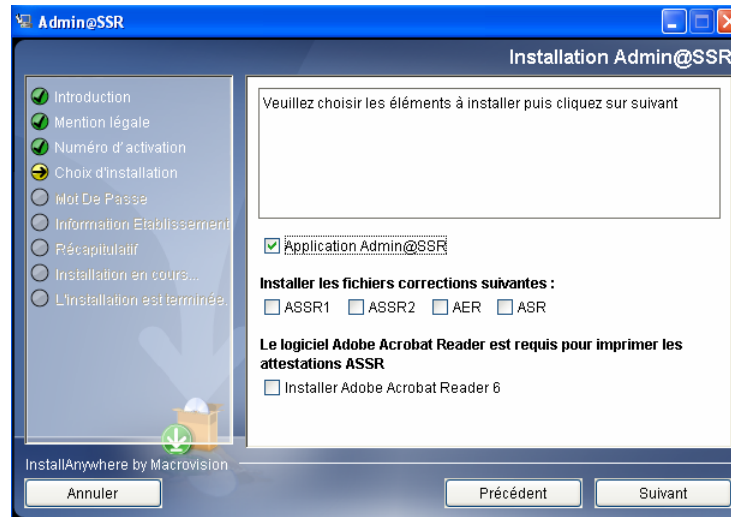 Admin@SSR
Installation Admin@SSR
Introduction
Mention légale
Numéro d'activation
Choix d'installation
Mot De Passe
Information Etablissement
Récapitulatif
Installation en cours...
L'installation est terminée.
Veuillez choisir les éléments à installer puis cliquez sur suivant
Application Admin@SSR
Installer les fichiers corrections suivantes :
ASSR1 ASSR2 AER ASR
Le logiciel Adobe Acrobat Reader est requis pour imprimer les
attestations ASSR
Installer Adobe Acrobat Reader 6
InstallAnywhere by Macrovision
Annuler Précédent Suivant